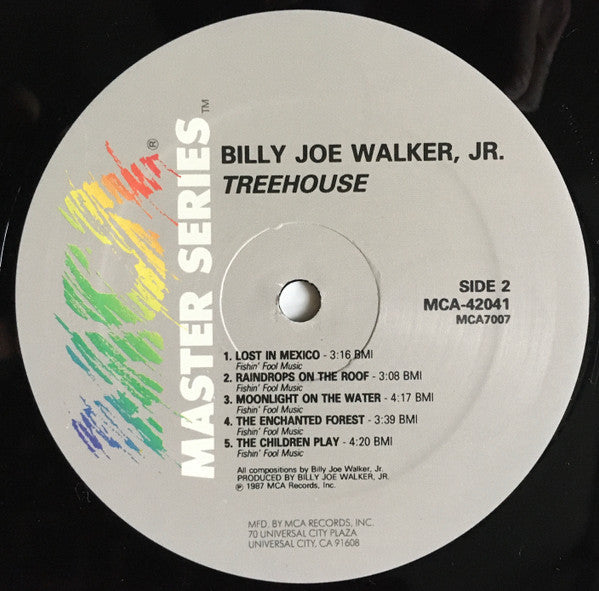 BILLY JOE WALKER, JR.
TREEHOUSE
MCA
®
MASTER SERIES™
SIDE 2
MCA-42041
MCA7007
1. LOST IN MEXICO - 3:16 BMI
Fishin' Fool Music
2. RAINDROPS ON THE ROOF - 3:08 BMI
Fishin' Fool Music
3. MOONLIGHT ON THE WATER - 4:17 BMI
Fishin' Fool Music
4. THE ENCHANTED FOREST - 3:39 BMI
Fishin' Fool Music
5. THE CHILDREN PLAY - 4:20 BMI
Fishin' Fool Music
All compositions by Billy Joe Walker, Jr.
PRODUCED BY BILLY JOE WALKER, JR.
℗ 1987 MCA Records, Inc.
MFD. BY MCA RECORDS, INC.
70 UNIVERSAL CITY PLAZA
UNIVERSAL CITY, CA 91608